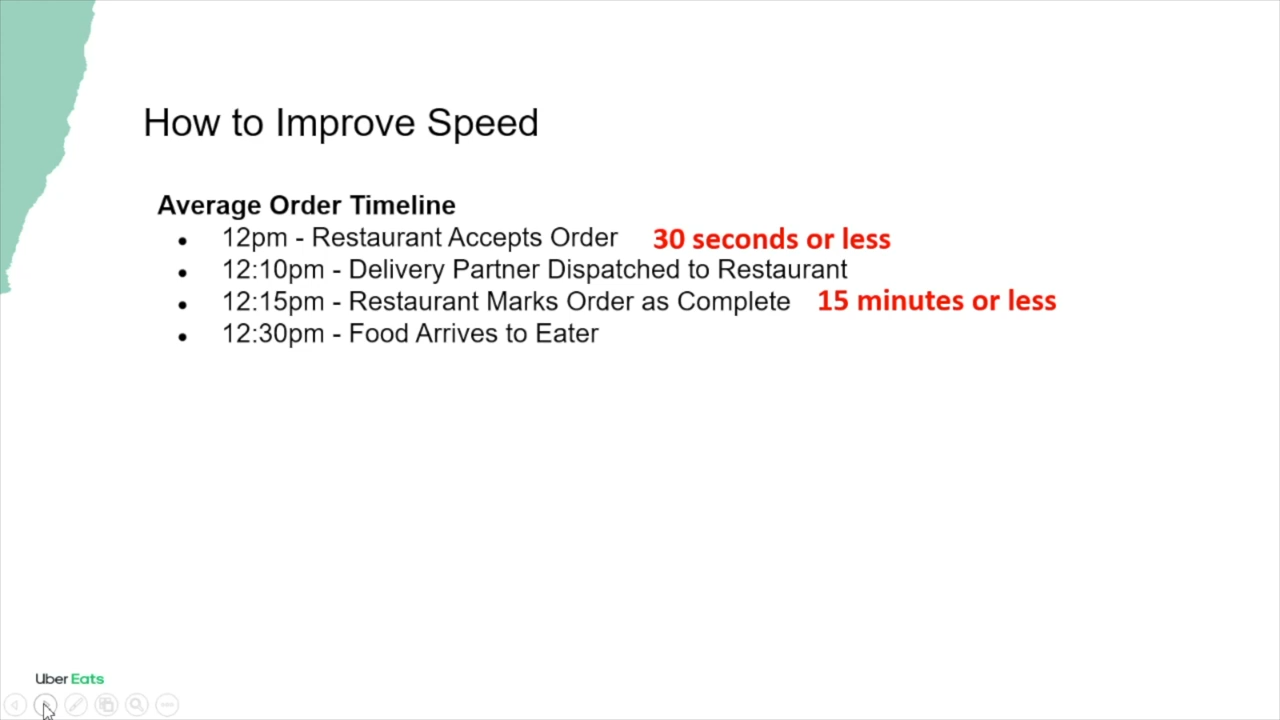 How to Improve Speed
Average Order Timeline
● 12pm - Restaurant Accepts Order 30 seconds or less
● 12:10pm - Delivery Partner Dispatched to Restaurant
● 12:15pm - Restaurant Marks Order as Complete 15 minutes or less
● 12:30pm - Food Arrives to Eater
Uber Eats